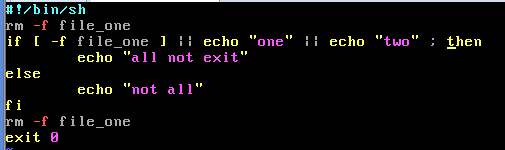 #!/bin/sh
rm -f file_one
if [ -f file_one ] || echo "one" || echo "two" ; then
        echo "all not exit"
else
        echo "not all"
fi
rm -f file_one
exit 0